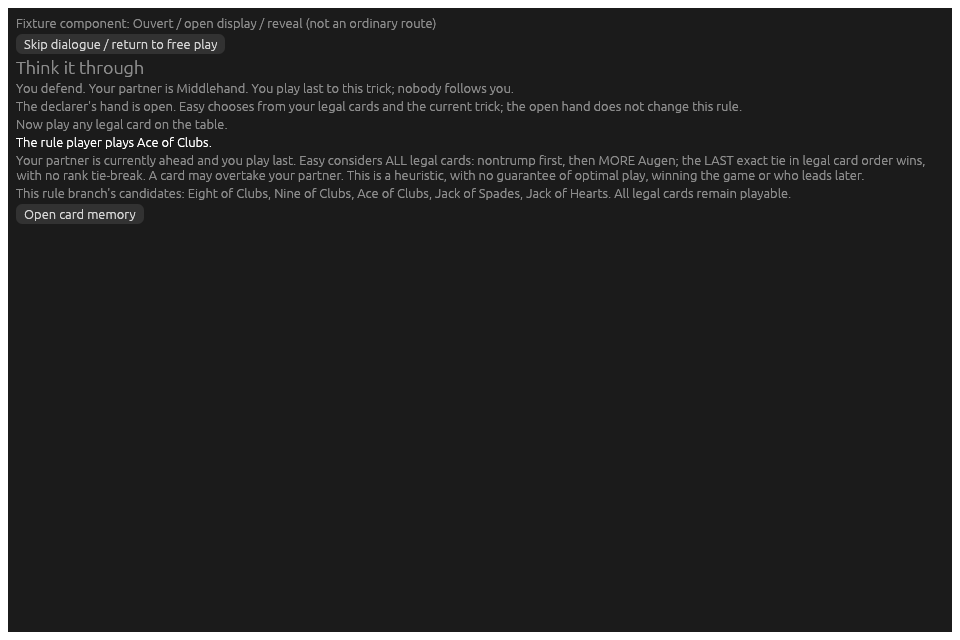 Fixture component: Ouvert / open display / reveal (not an ordinary route)
Skip dialogue / return to free play
Think it through
You defend. Your partner is Middlehand. You play last to this trick; nobody follows you.
The declarer's hand is open. Easy chooses from your legal cards and the current trick; the open hand does not change this rule.
Now play any legal card on the table.
The rule player plays Ace of Clubs.
Your partner is currently ahead and you play last. Easy considers ALL legal cards: nontrump first, then MORE Augen; the LAST exact tie in legal card order wins,
with no rank tie-break. A card may overtake your partner. This is a heuristic, with no guarantee of optimal play, winning the game or who leads later.
This rule branch's candidates: Eight of Clubs, Nine of Clubs, Ace of Clubs, Jack of Spades, Jack of Hearts. All legal cards remain playable.
Open card memory